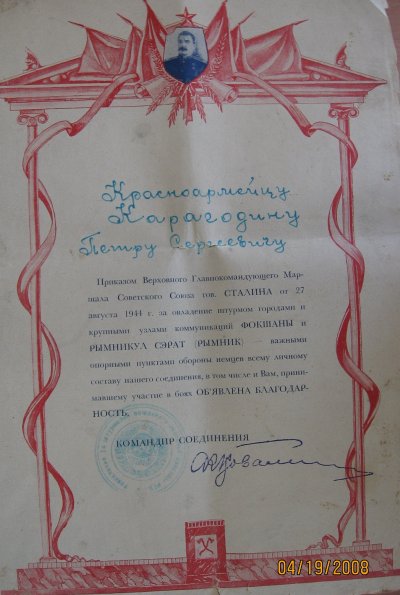 Красноармейцу
Карагодину
Петру Сергеевичу
Приказом Верховного Главнокомандующего Мар-
шала Советского Союза тов. СТАЛИНА от 27
августа 1944 г. за овладение штурмом городами и
крупными узлами коммуникаций ФОКШАНЫ и
РЫМНИКУЛ СЭРАТ (РЫМНИК) — важными
опорными пунктами обороны немцев всему личному
составу нашего соединения, в том числе и Вам, прини-
мавшему участие в боях ОБ'ЯВЛЕНА БЛАГОДАР-
НОСТЬ.
КОМАНДИР СОЕДИНЕНИЯ
04/19/2008